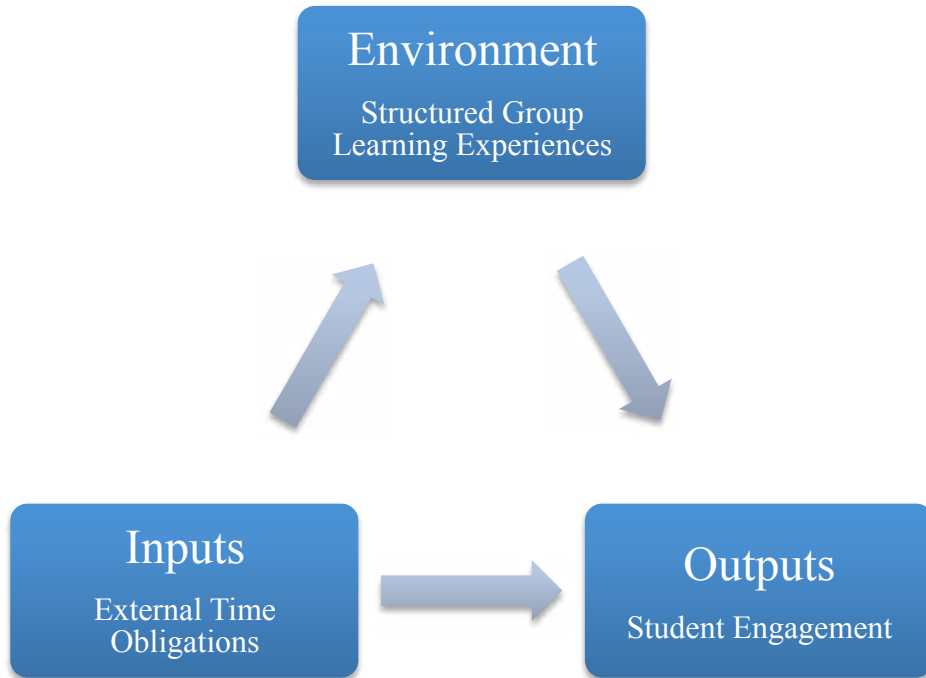 Environment
Structured Group
Learning Experiences
Inputs
External Time
Obligations
Outputs
Student Engagement